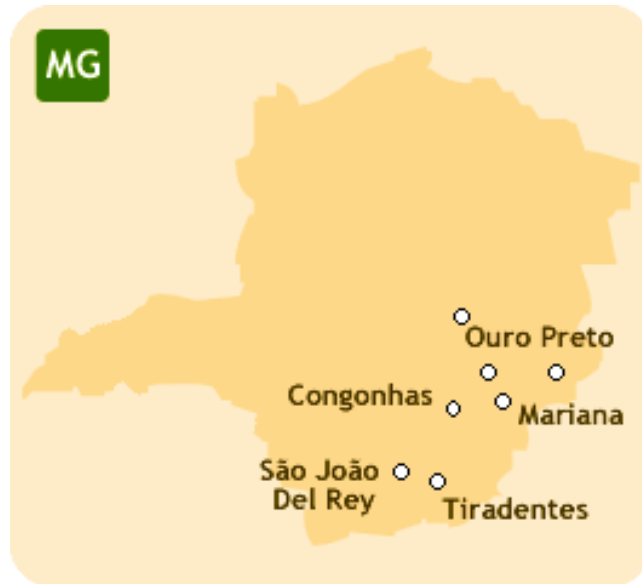 MG
Ouro Preto
Congonhas
Mariana
São João
Del Rey
Tiradentes